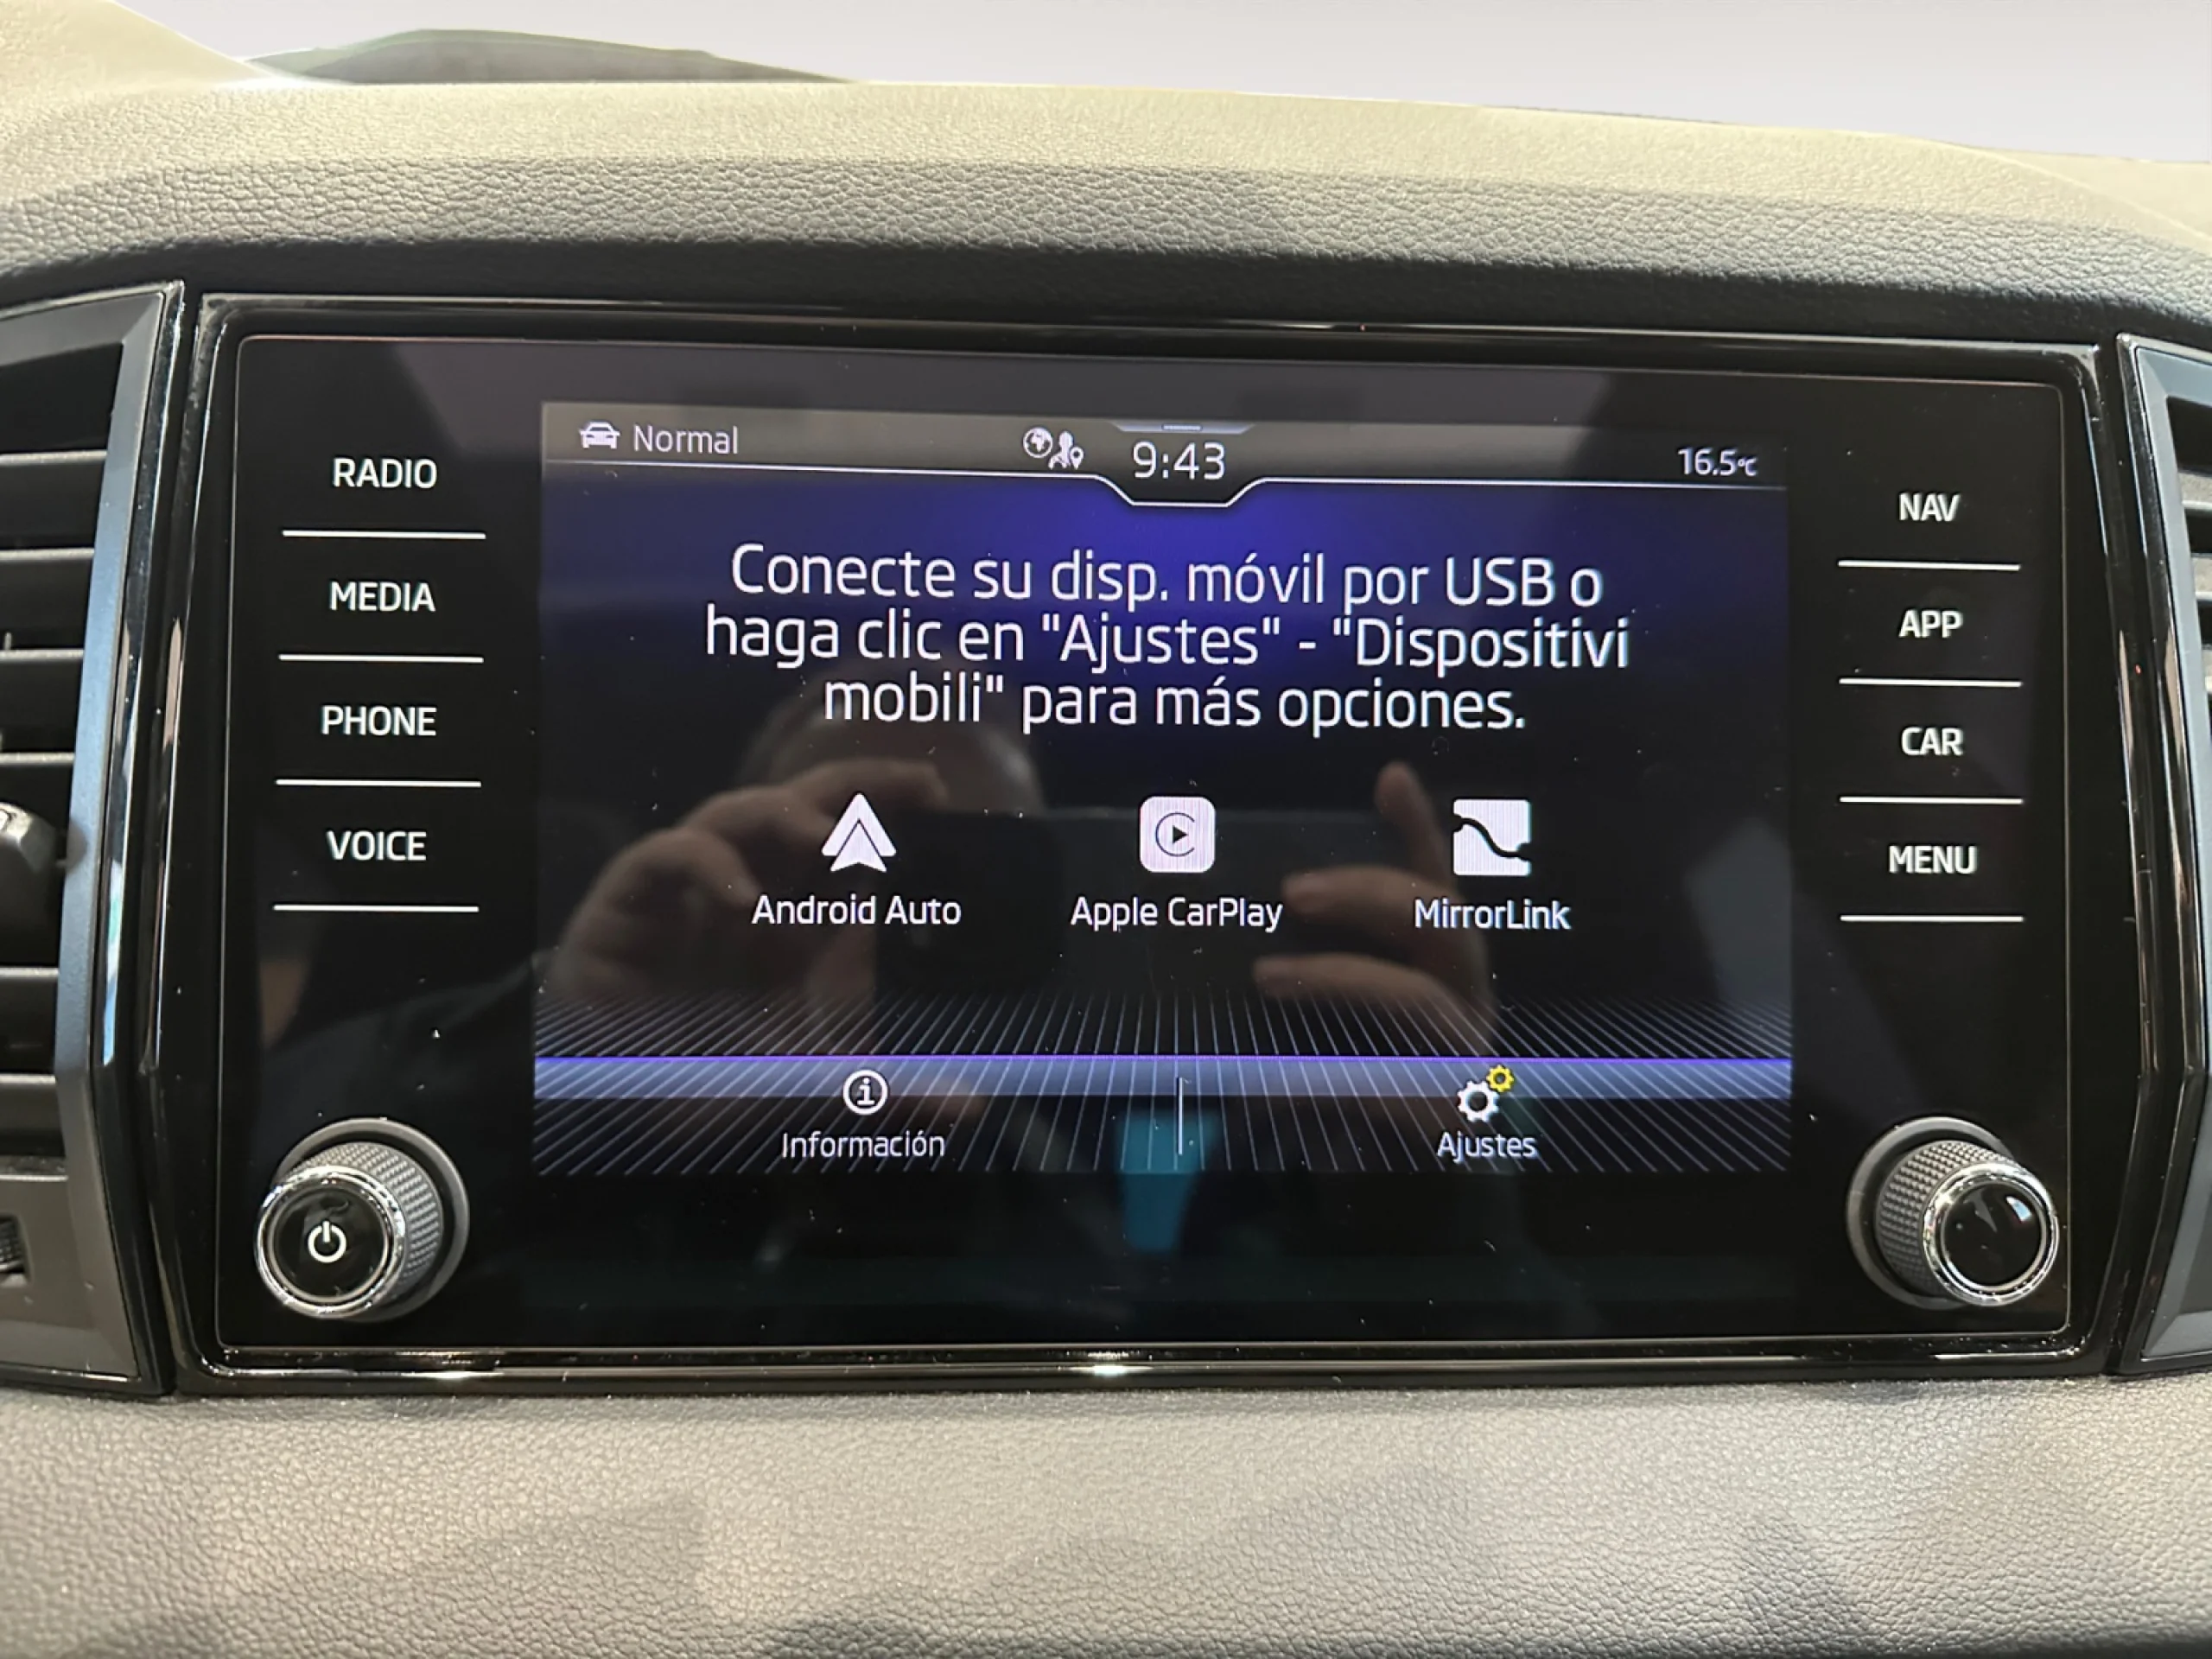 Normal
9:43
16.5°C
RADIO
MEDIA
PHONE
VOICE
Conecte su disp. móvil por USB o
haga clic en "Ajustes" - "Dispositivi
mobili" para más opciones.
Android Auto
Apple CarPlay
MirrorLink
Información
Ajustes
NAV
APP
CAR
MENU